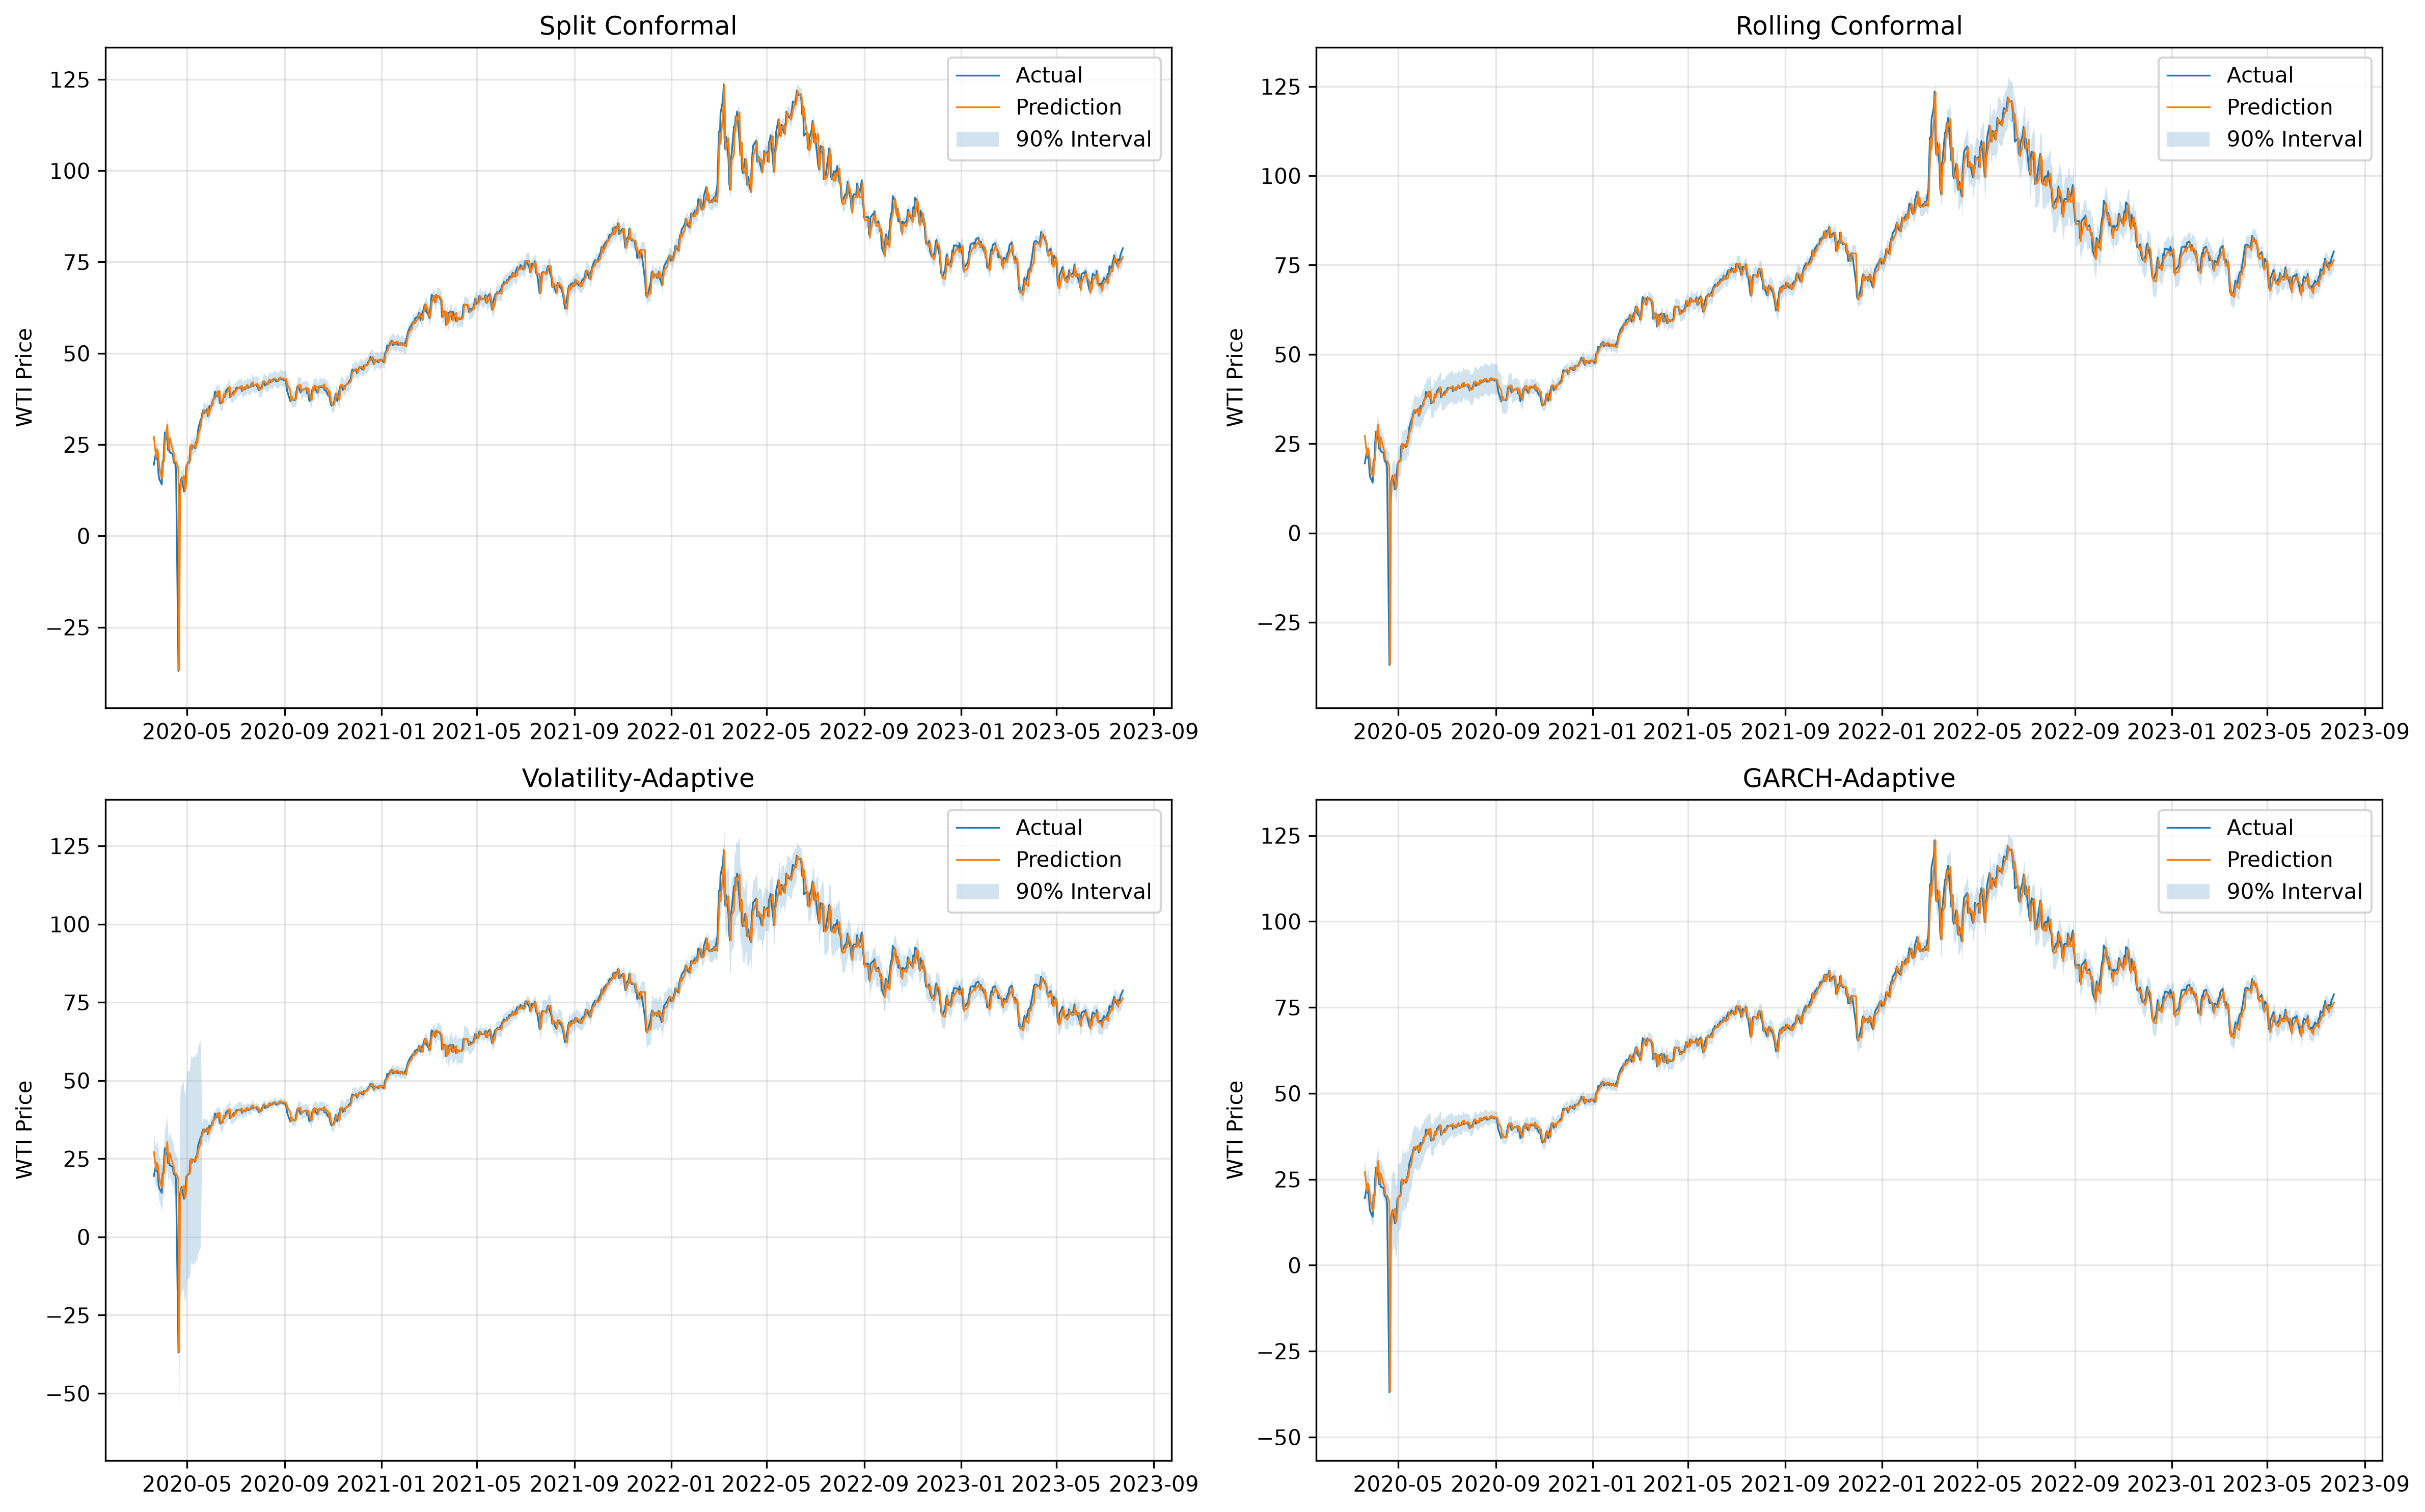 Split Conformal
WTI Price
125
100
75
50
25
0
−25
Actual
Prediction
90% Interval
2020-05 2020-09 2021-01 2021-05 2021-09 2022-01 2022-05 2022-09 2023-01 2023-05 2023-09
Rolling Conformal
WTI Price
125
100
75
50
25
0
−25
Actual
Prediction
90% Interval
2020-05 2020-09 2021-01 2021-05 2021-09 2022-01 2022-05 2022-09 2023-01 2023-05 2023-09
Volatility-Adaptive
WTI Price
125
100
75
50
25
0
−25
−50
Actual
Prediction
90% Interval
2020-05 2020-09 2021-01 2021-05 2021-09 2022-01 2022-05 2022-09 2023-01 2023-05 2023-09
GARCH-Adaptive
WTI Price
125
100
75
50
25
0
−25
−50
Actual
Prediction
90% Interval
2020-05 2020-09 2021-01 2021-05 2021-09 2022-01 2022-05 2022-09 2023-01 2023-05 2023-09